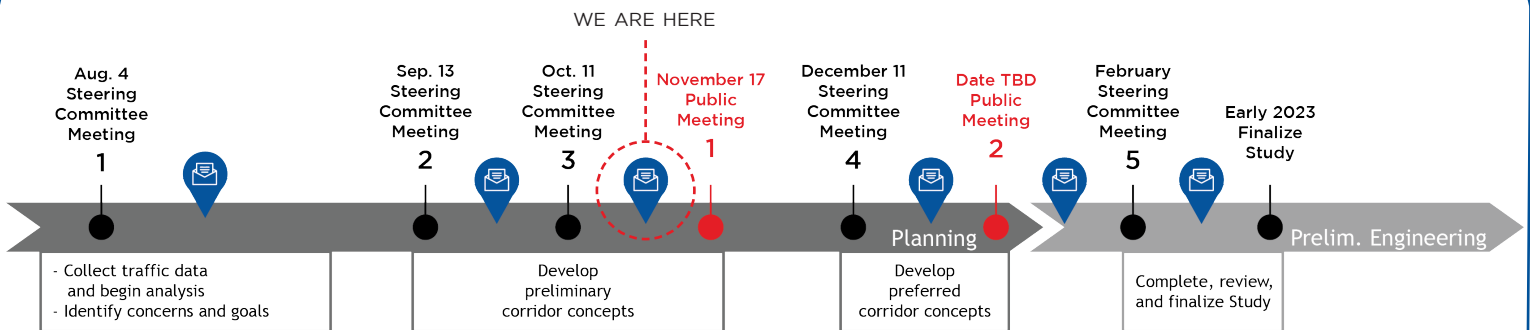 WE ARE HERE
Aug. 4
Steering
Committee
Meeting
1
Sep. 13
Steering
Committee
Meeting
2
Oct. 11
Steering
Committee
Meeting
3
November 17
Public
Meeting
1
December 11
Steering
Committee
Meeting
4
Date TBD
Public
Meeting
2
February
Steering
Committee
Meeting
5
Early 2023
Finalize
Study
Planning
Prelim. Engineering
- Collect traffic data
and begin analysis
- Identify concerns and goals
Develop
preliminary
corridor concepts
Develop
preferred
corridor concepts
Complete, review,
and finalize Study